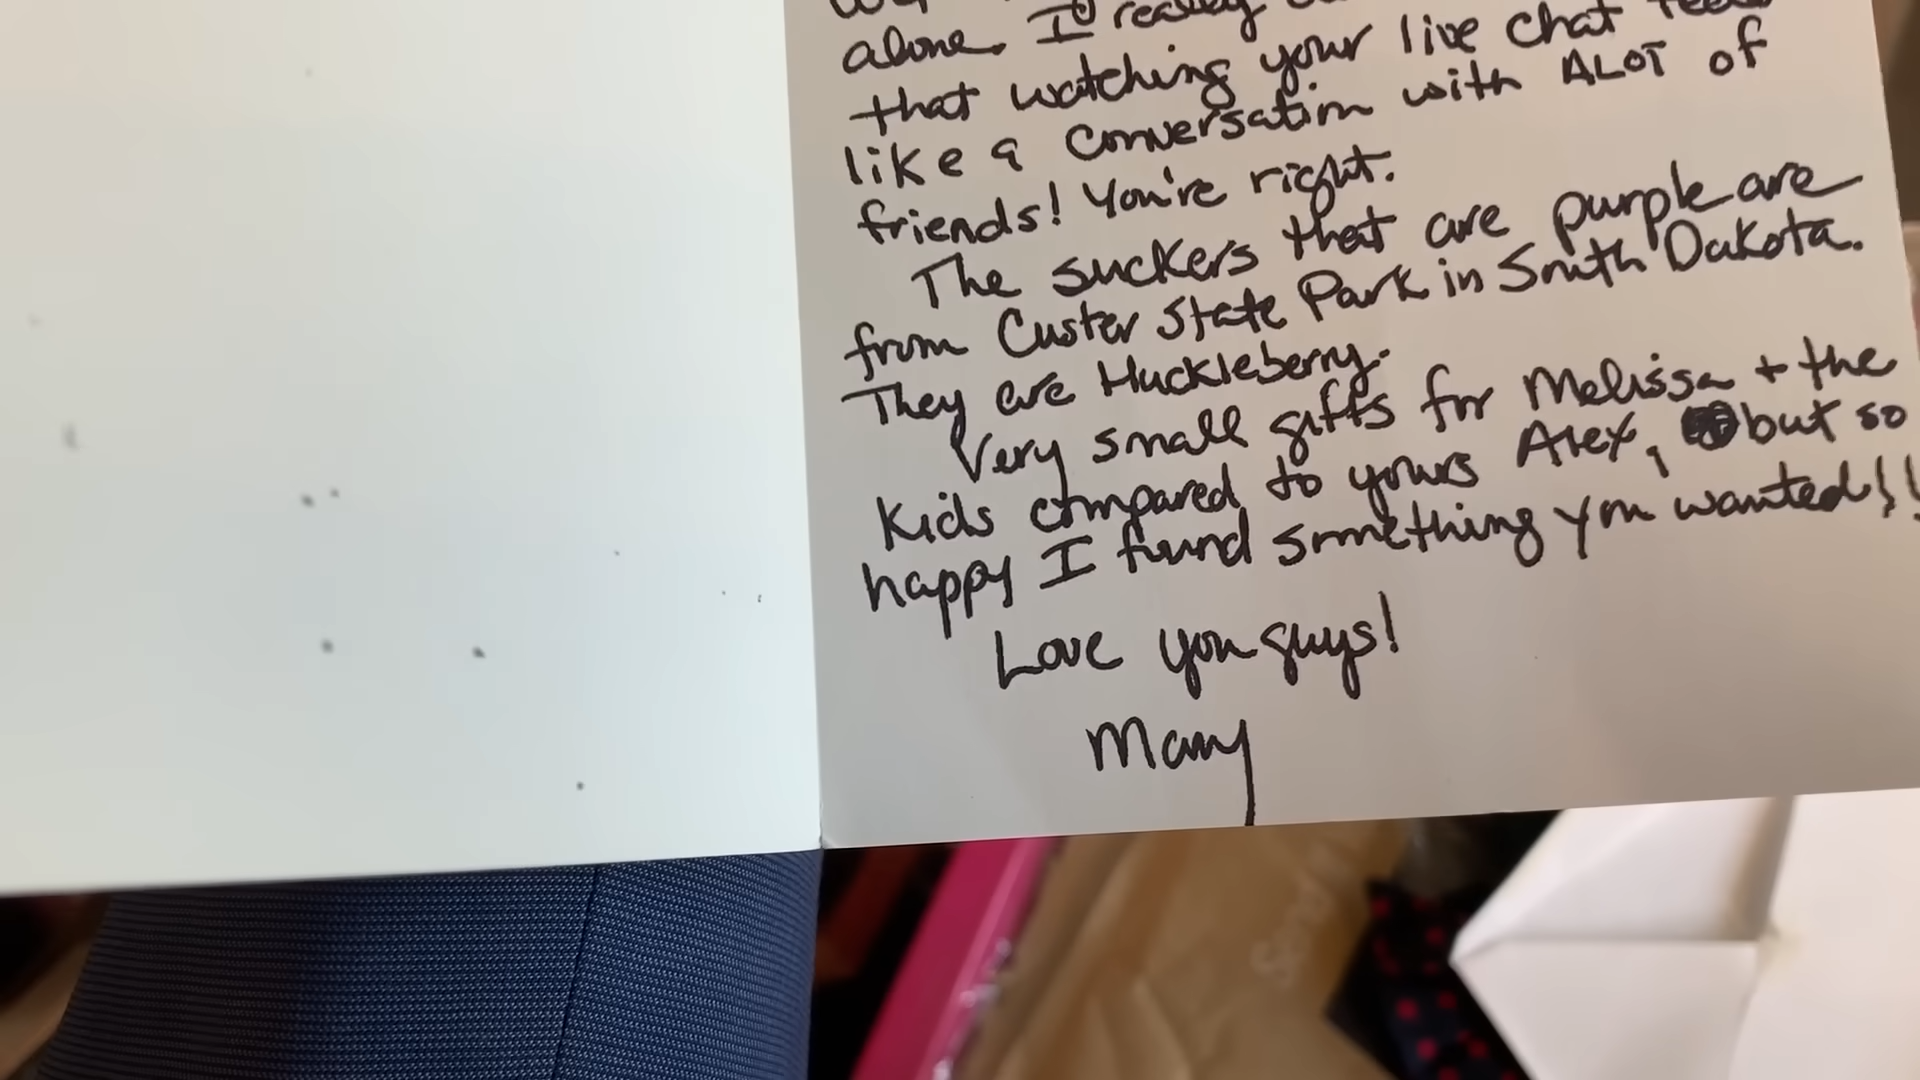 alone. I'd really
that watching your live chat
like a conversation with ALOT of
friends! You're right.
The suckers that are purple are
from Custer State Park in South Dakota.
They are Huckleberry.
Very small gifts for Melissa + the
Kids compared to yours Alex, but so
happy I found something you wanted!!
Love you guys!
Mary